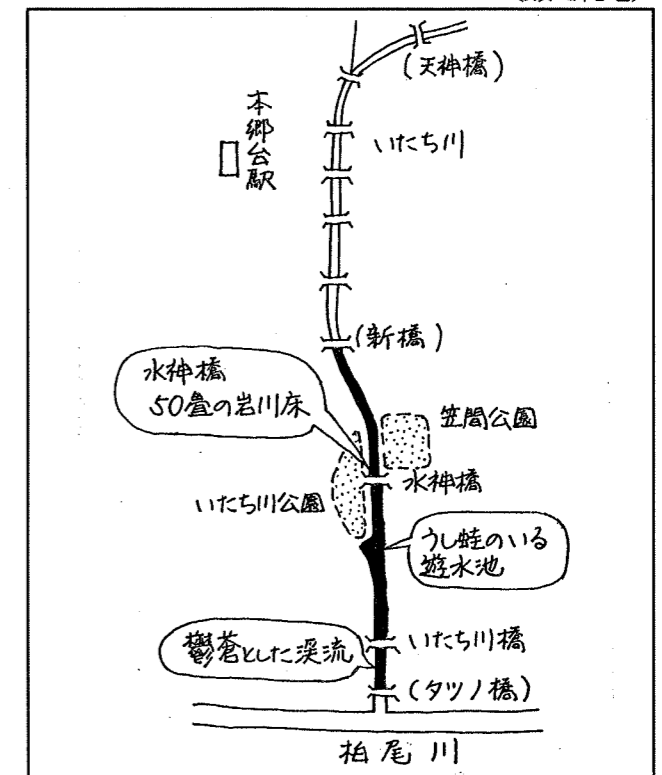 (天神橋)
本郷台駅
いたち川
(新橋)
水神橋
50畳の岩川床
笠間公園
水神橋
いたち川公園
うし蛙のいる
遊水池
いたち川橋
鬱蒼とした渓流
(タツノ橋)
柏尾川